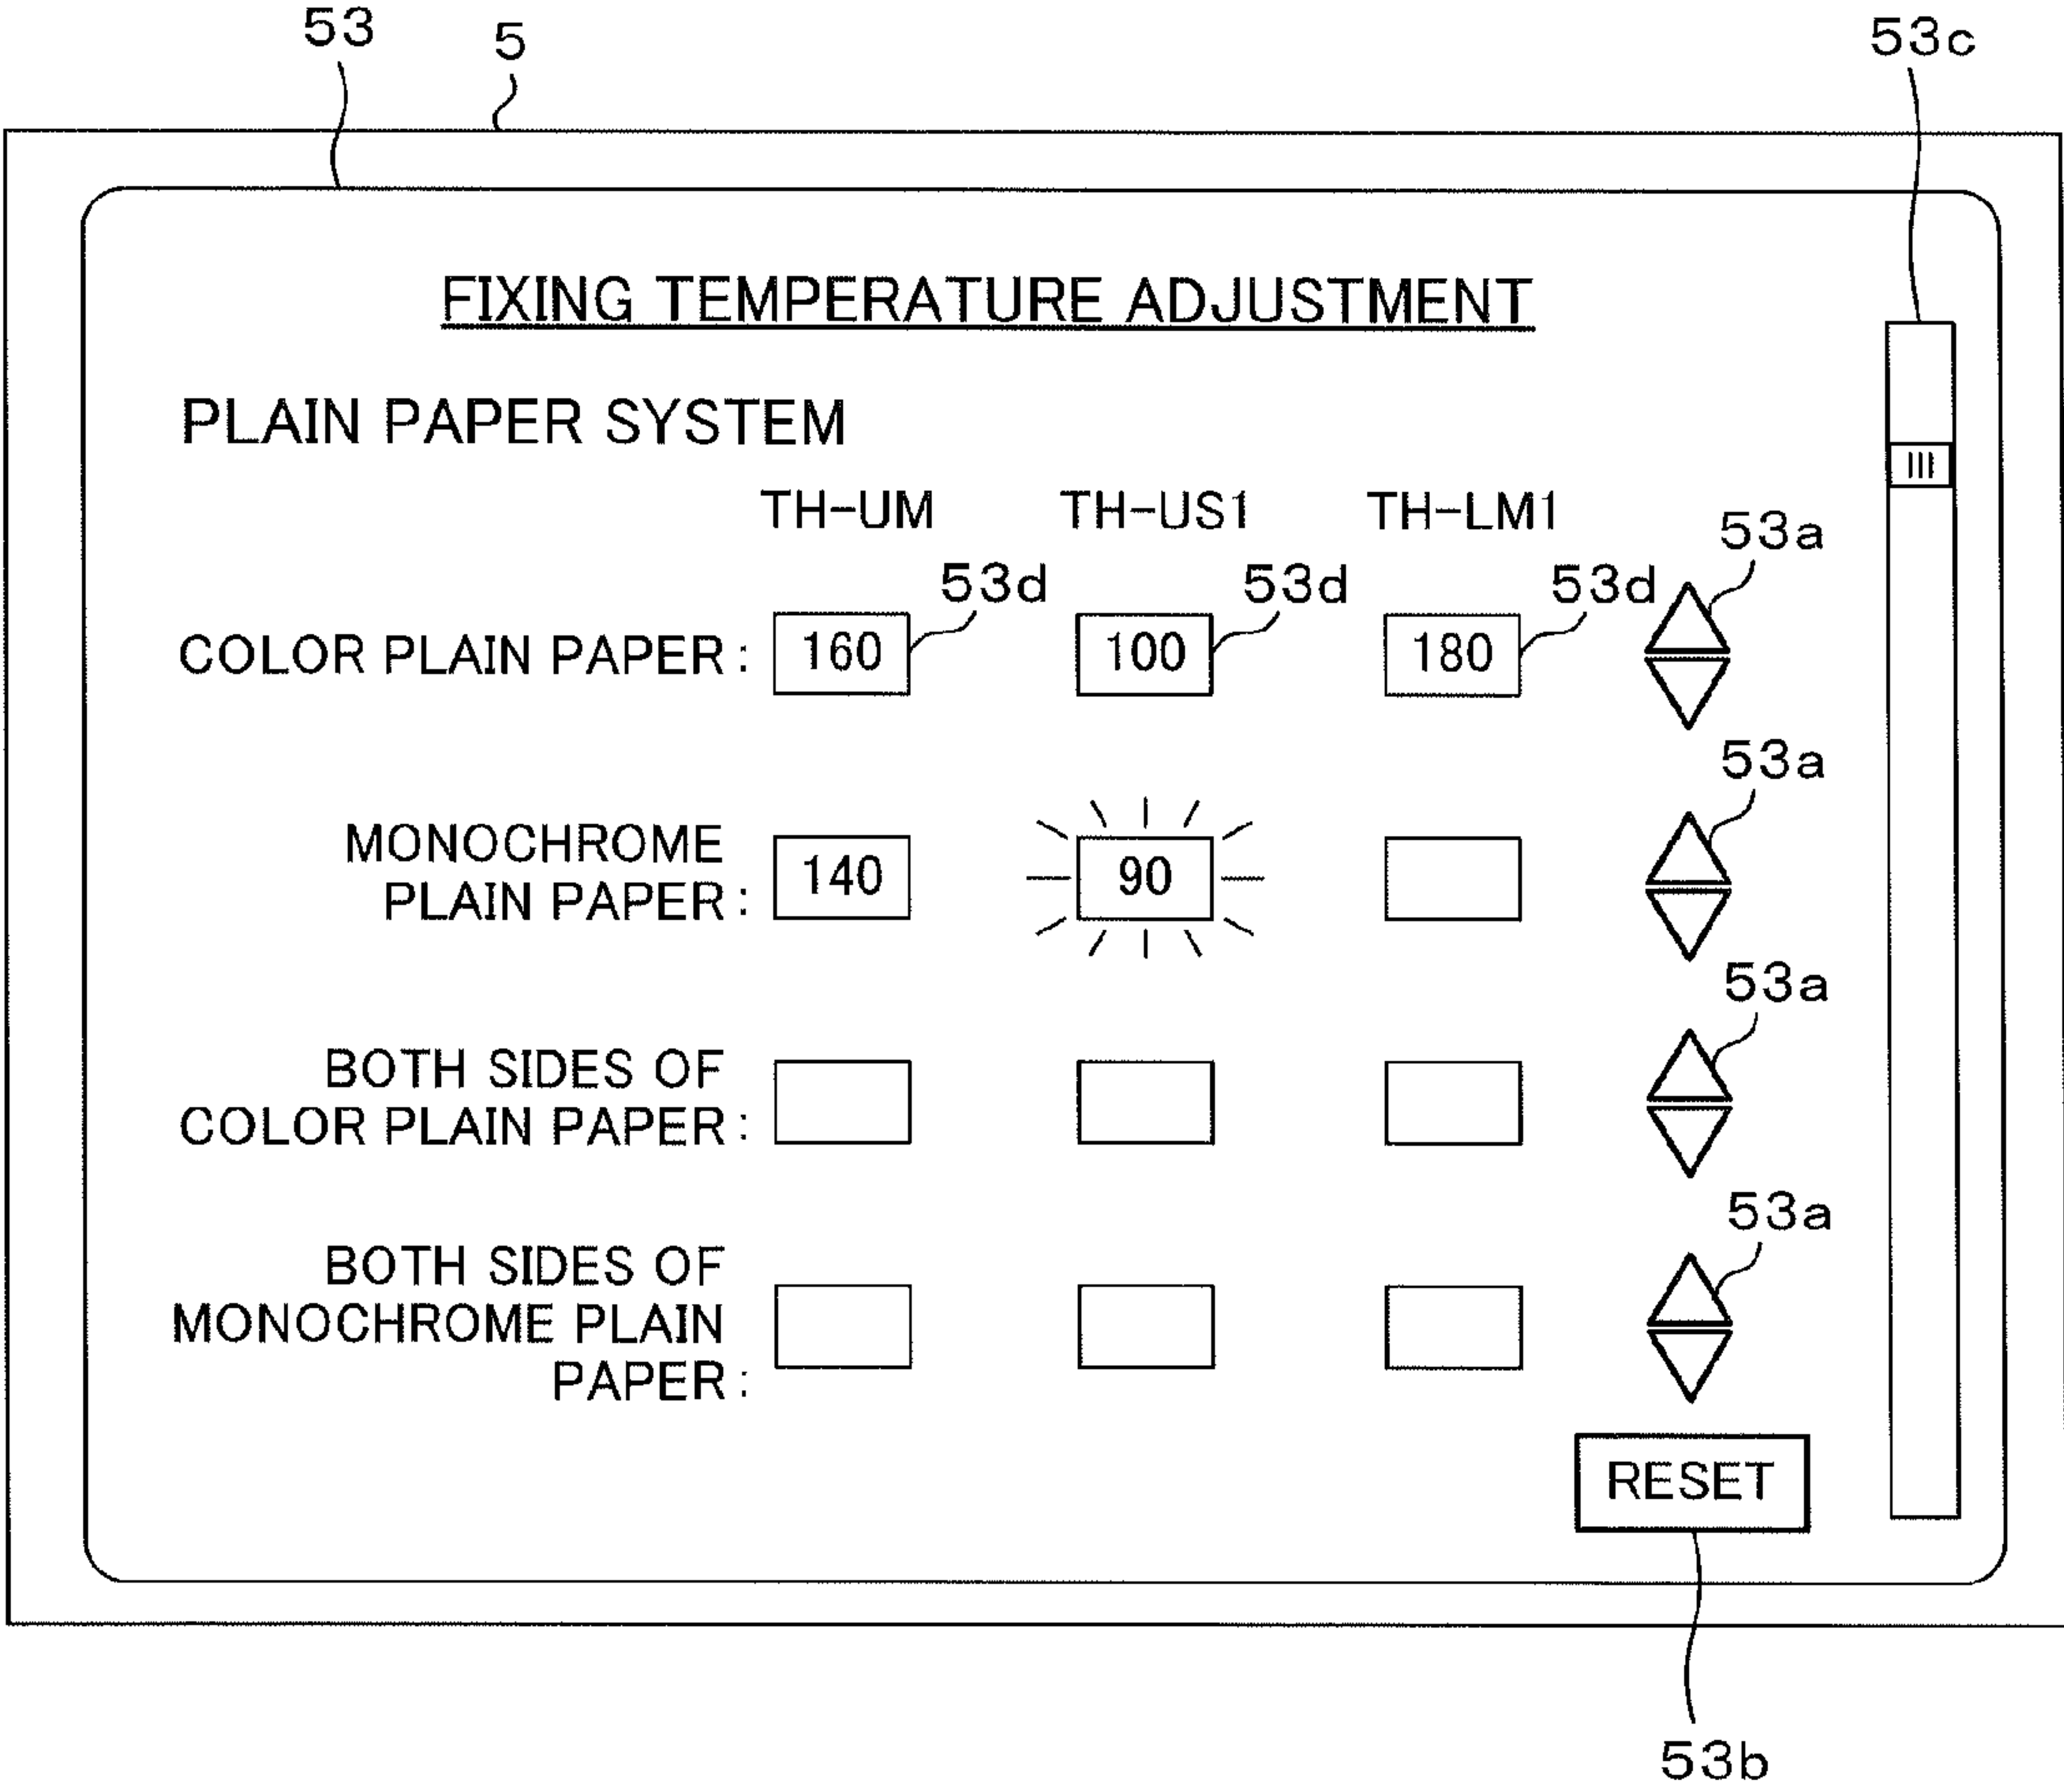 53 5 53c
FIXING TEMPERATURE ADJUSTMENT
PLAIN PAPER SYSTEM
TH-UM TH-US1 TH-LM1
53a
53d 53d 53d
COLOR PLAIN PAPER: 160 100 180
53a
MONOCHROME
PLAIN PAPER: 140 90
53a
BOTH SIDES OF
COLOR PLAIN PAPER:
53a
BOTH SIDES OF
MONOCHROME PLAIN
PAPER:
RESET
53b